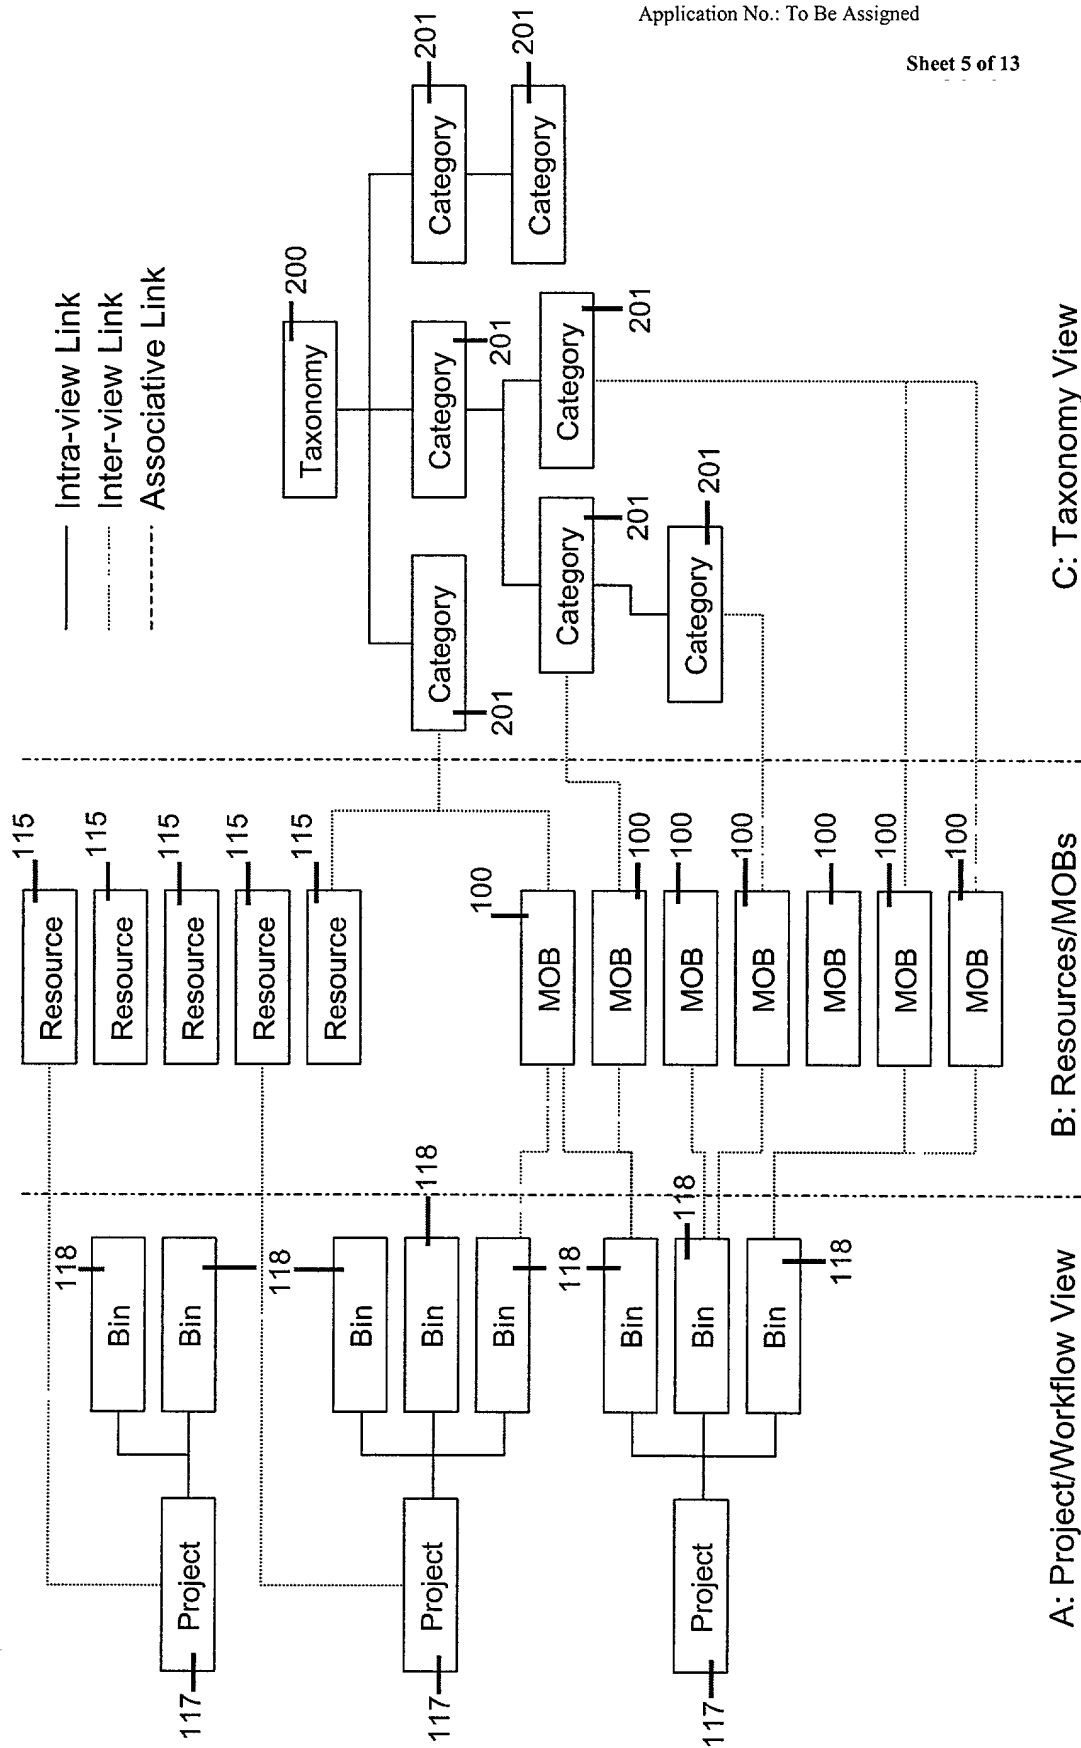 Application No.: To Be Assigned
Sheet 5 of 13
Intra-view Link
Inter-view Link
Associative Link
Project
117
Project
117
Project
117
Bin
118
Bin
118
Bin
118
Bin
118
Bin
118
Bin
118
Bin
118
Bin
118
A: Project/Workflow View
Resource
115
Resource
115
Resource
115
Resource
115
Resource
115
MOB
100
MOB
100
MOB
100
MOB
100
MOB
100
MOB
100
MOB
100
B: Resources/MOBs
Taxonomy
200
Category
201
Category
201
Category
201
Category
201
Category
201
Category
201
Category
201
C: Taxonomy View